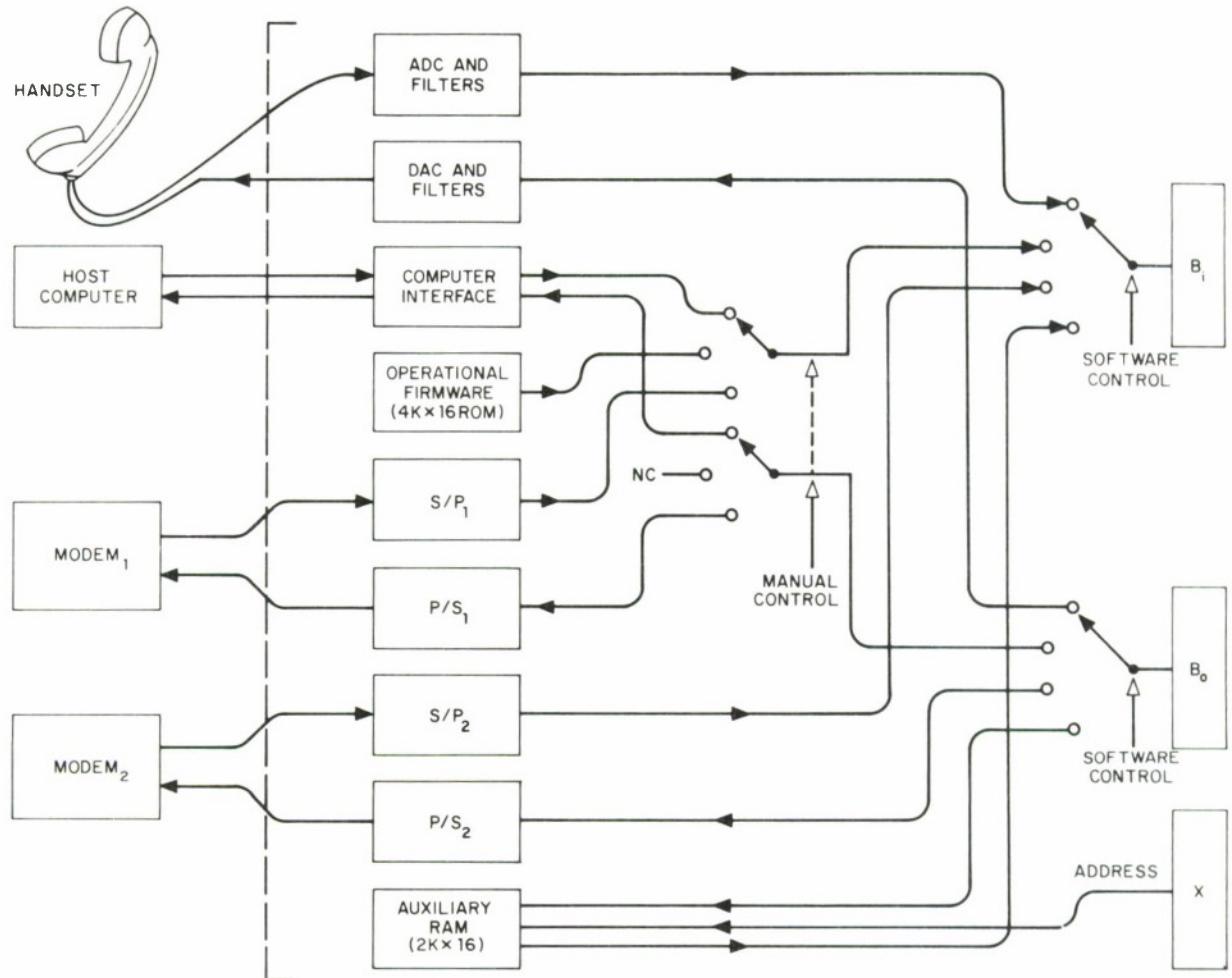 HANDSET
ADC AND
FILTERS
DAC AND
FILTERS
HOST
COMPUTER
COMPUTER
INTERFACE
OPERATIONAL
FIRMWARE
(4K×16ROM)
S/P1
NC
MODEM1
P/S1
MANUAL
CONTROL
S/P2
MODEM2
P/S2
AUXILIARY
RAM
(2K×16)
Bi
SOFTWARE
CONTROL
Bo
SOFTWARE
CONTROL
ADDRESS
X